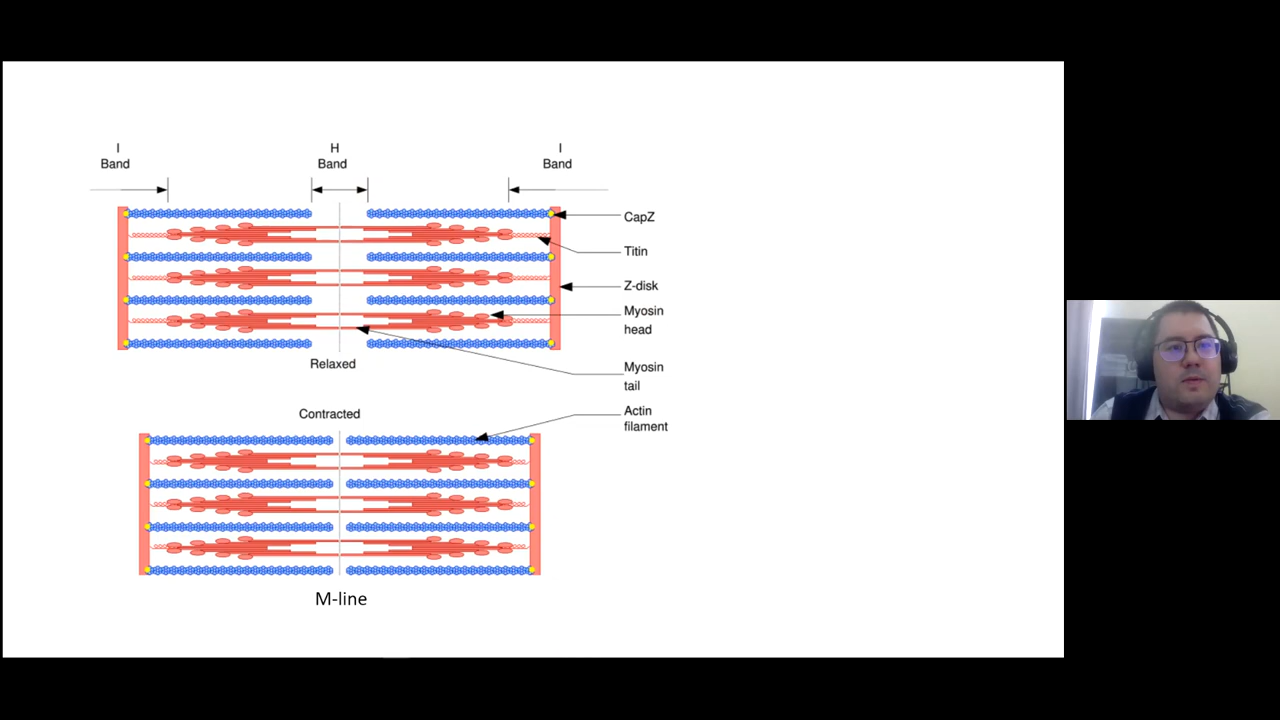 I
Band
H
Band
I
Band
CapZ
Titin
Z-disk
Myosin
head
Relaxed
Myosin
tail
Contracted
Actin
filament
M-line